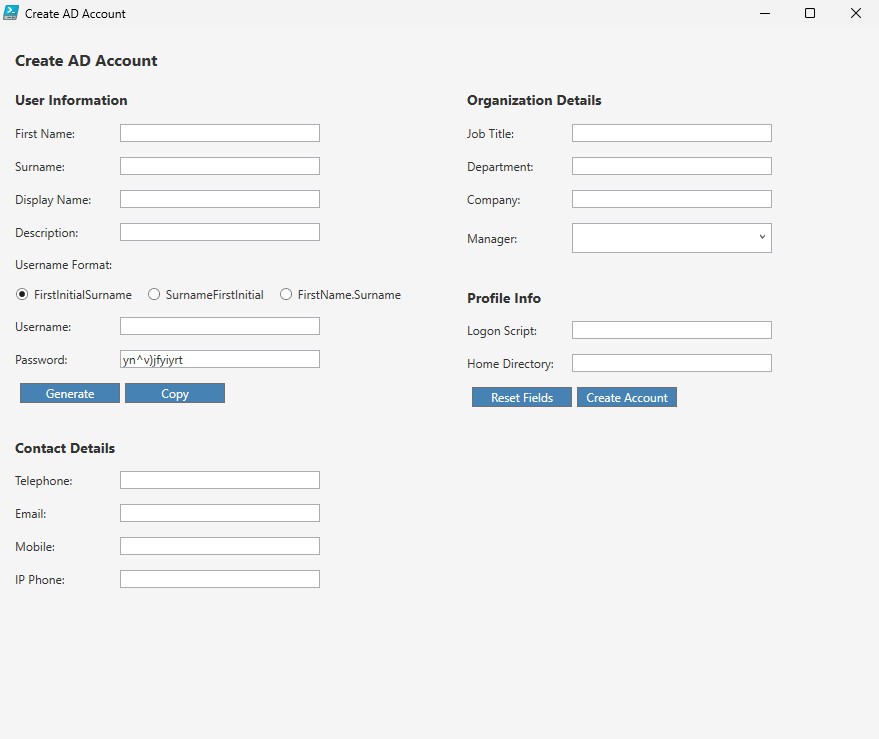 Create AD Account
Create AD Account
User Information
First Name:
Surname:
Display Name:
Description:
Username Format:
FirstInitialSurname SurnameFirstInitial FirstName.Surname
Username:
Password: yn^v)jfyiyrt
Generate Copy
Contact Details
Telephone:
Email:
Mobile:
IP Phone:
Organization Details
Job Title:
Department:
Company:
Manager:
Profile Info
Logon Script:
Home Directory:
Reset Fields Create Account